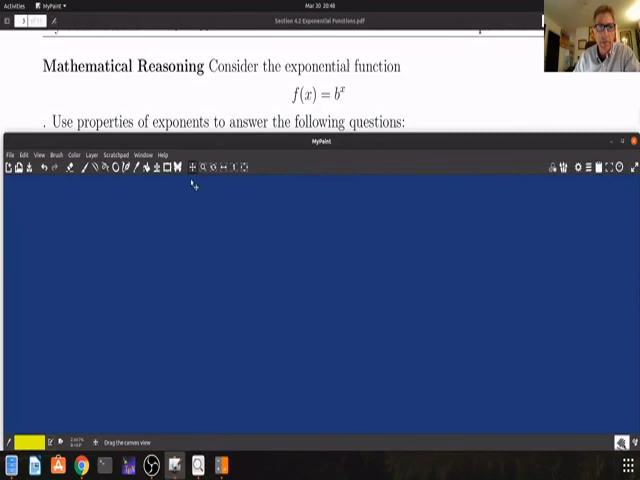 Activities MyPaint Mar 30 20:48
Section 4.2 Exponential Functions.pdf
Mathematical Reasoning Consider the exponential function
f(x) = b^x
. Use properties of exponents to answer the following questions:
MyPaint
File Edit View Brush Color Layer Scratchpad Window Help
Drag the canvas view